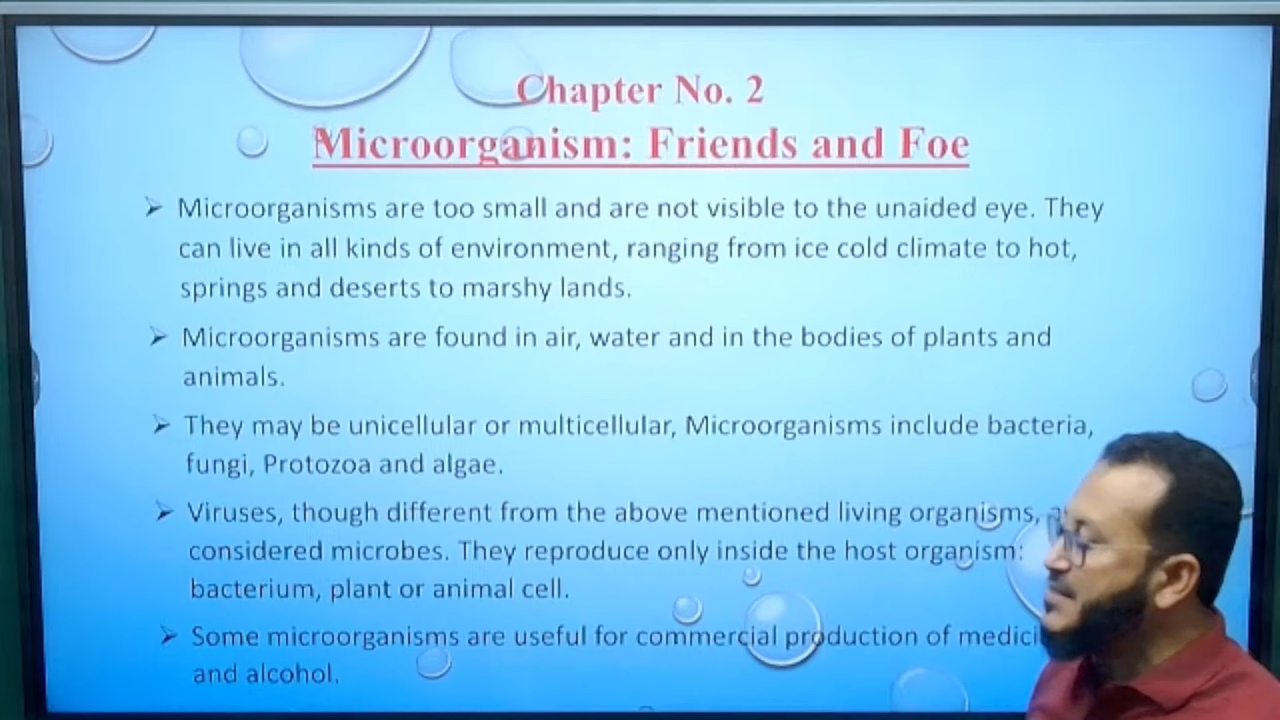 Chapter No. 2
Microorganism: Friends and Foe
➢ Microorganisms are too small and are not visible to the unaided eye. They
can live in all kinds of environment, ranging from ice cold climate to hot,
springs and deserts to marshy lands.
➢ Microorganisms are found in air, water and in the bodies of plants and
animals.
➢ They may be unicellular or multicellular, Microorganisms include bacteria,
fungi, Protozoa and algae.
➢ Viruses, though different from the above mentioned living organisms,
considered microbes. They reproduce only inside the host organism:
bacterium, plant or animal cell.
➢ Some microorganisms are useful for commercial production of
and alcohol.